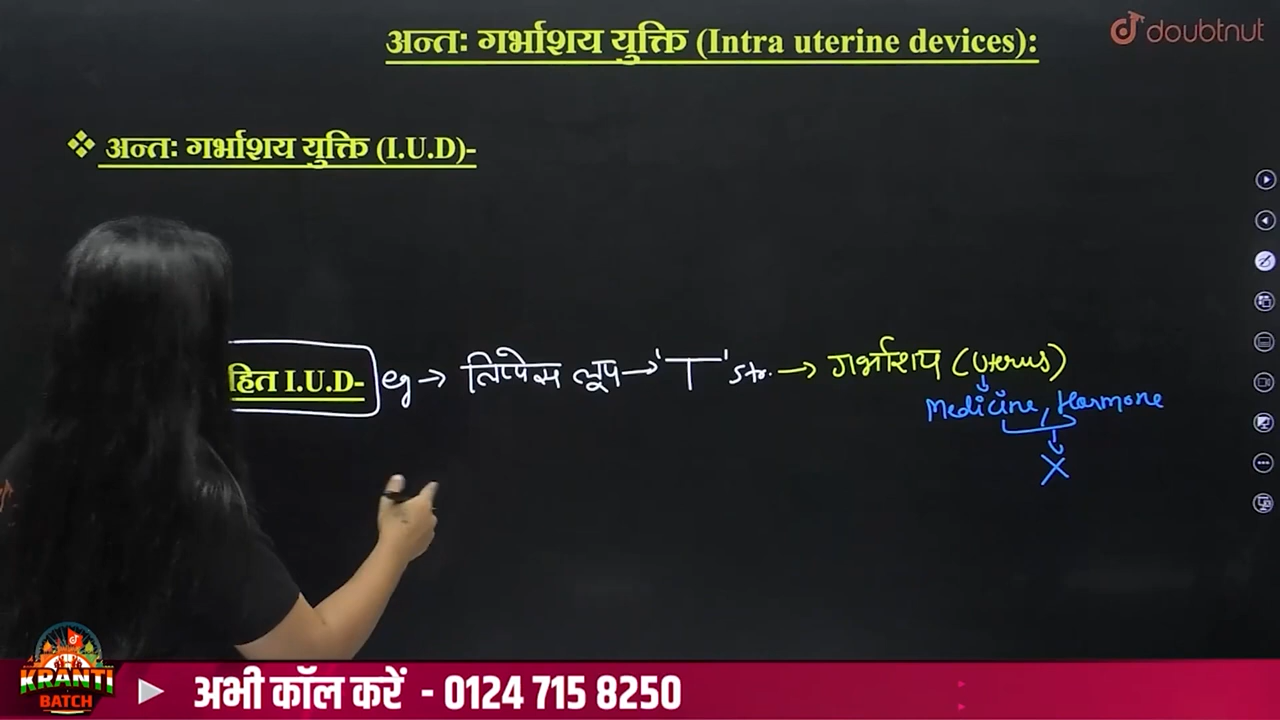 अन्तः गर्भाशय युक्ति (Intra uterine devices):
doubtnut
❖ अन्तः गर्भाशय युक्ति (I.U.D)-
हित I.U.D- eg → लिप्पेस लूप → 'T' str. → गर्भाशय (Uterus)
Medicine, Hormone
X
KRANTI
BATCH
अभी कॉल करें - 0124 715 8250